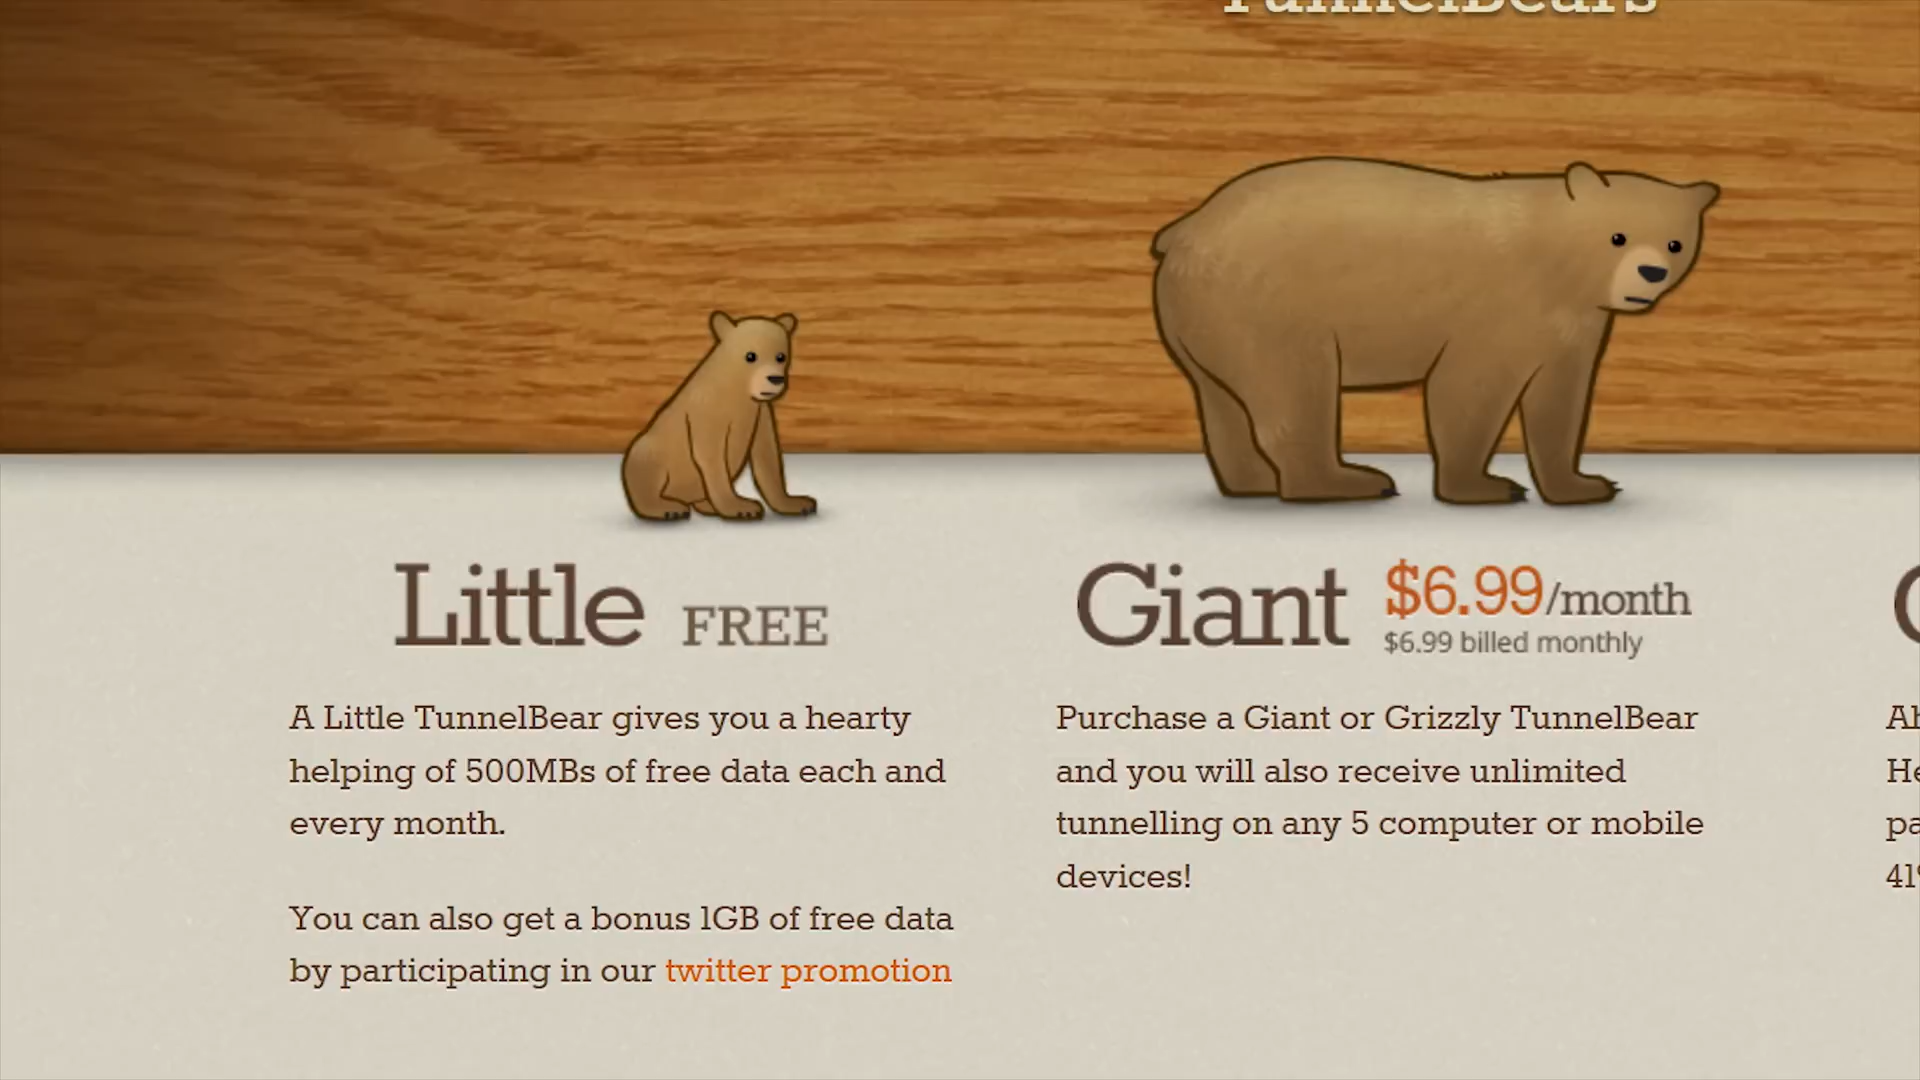 TunnelBears
Little FREE
A Little TunnelBear gives you a hearty
helping of 500MBs of free data each and
every month.
You can also get a bonus 1GB of free data
by participating in our twitter promotion
Giant $6.99/month
$6.99 billed monthly
Purchase a Giant or Grizzly TunnelBear
and you will also receive unlimited
tunnelling on any 5 computer or mobile
devices!